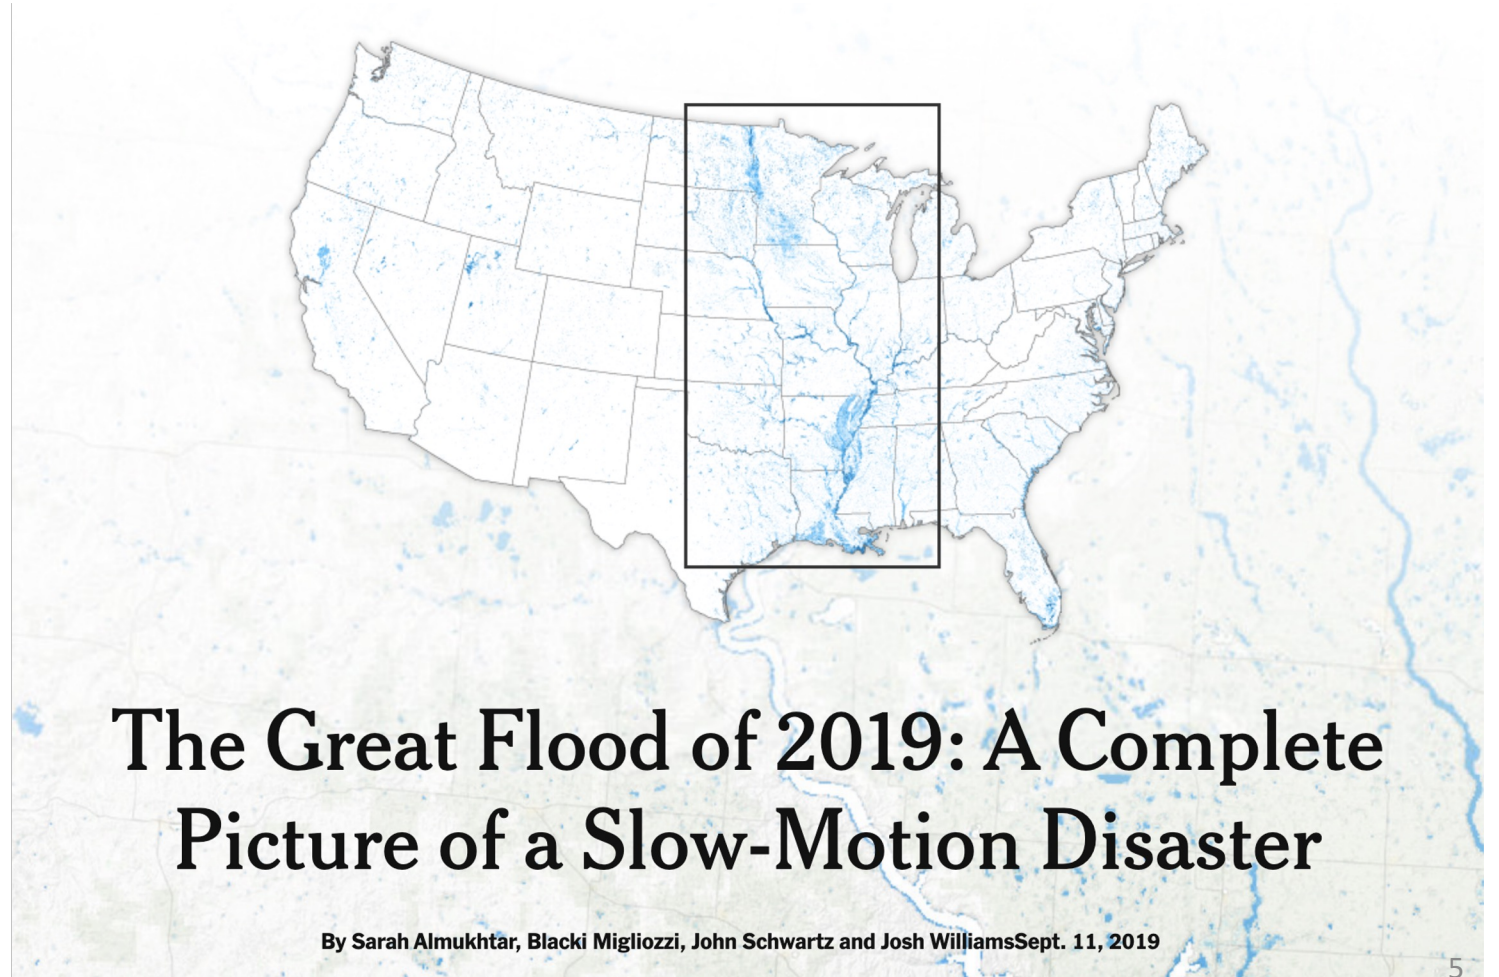 The Great Flood of 2019: A Complete
Picture of a Slow-Motion Disaster
By Sarah Almukhtar, Blacki Migliozzi, John Schwartz and Josh WilliamsSept. 11, 2019
5